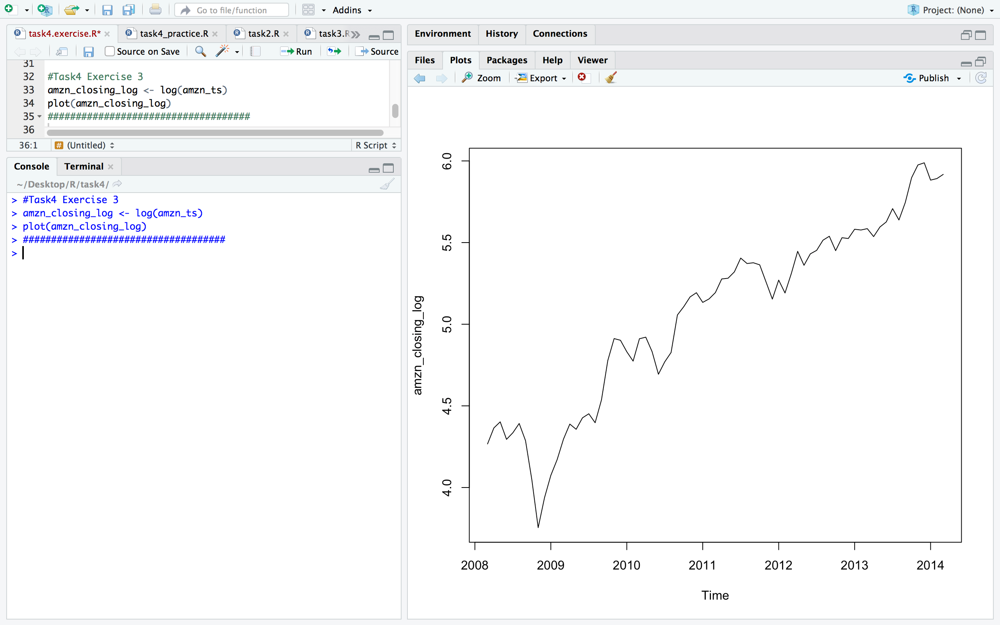 Go to file/function
Addins
Project: (None)
task4.exercise.R*
task4_practice.R
task2.R
task3.R
Source on Save
Run
Source
31
32 #Task4 Exercise 3
33 amzn_closing_log <- log(amzn_ts)
34 plot(amzn_closing_log)
35 ####################################
36
36:1
# (Untitled)
R Script
Console
Terminal
~/Desktop/R/task4/
> #Task4 Exercise 3
> amzn_closing_log <- log(amzn_ts)
> plot(amzn_closing_log)
> ####################################
>
Environment
History
Connections
Files
Plots
Packages
Help
Viewer
Zoom
Export
Publish
amzn_closing_log
6.0
5.5
5.0
4.5
4.0
2008
2009
2010
2011
2012
2013
2014
Time